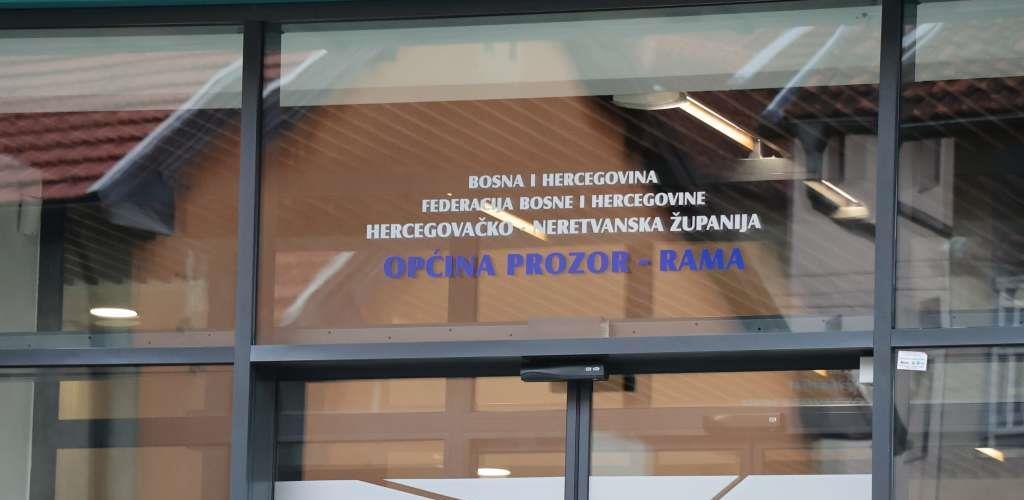 BOSNA I HERCEGOVINA
FEDERACIJA BOSNE I HERCEGOVINE
HERCEGOVAČKO - NERETVANSKA ŽUPANIJA
OPĆINA PROZOR - RAMA